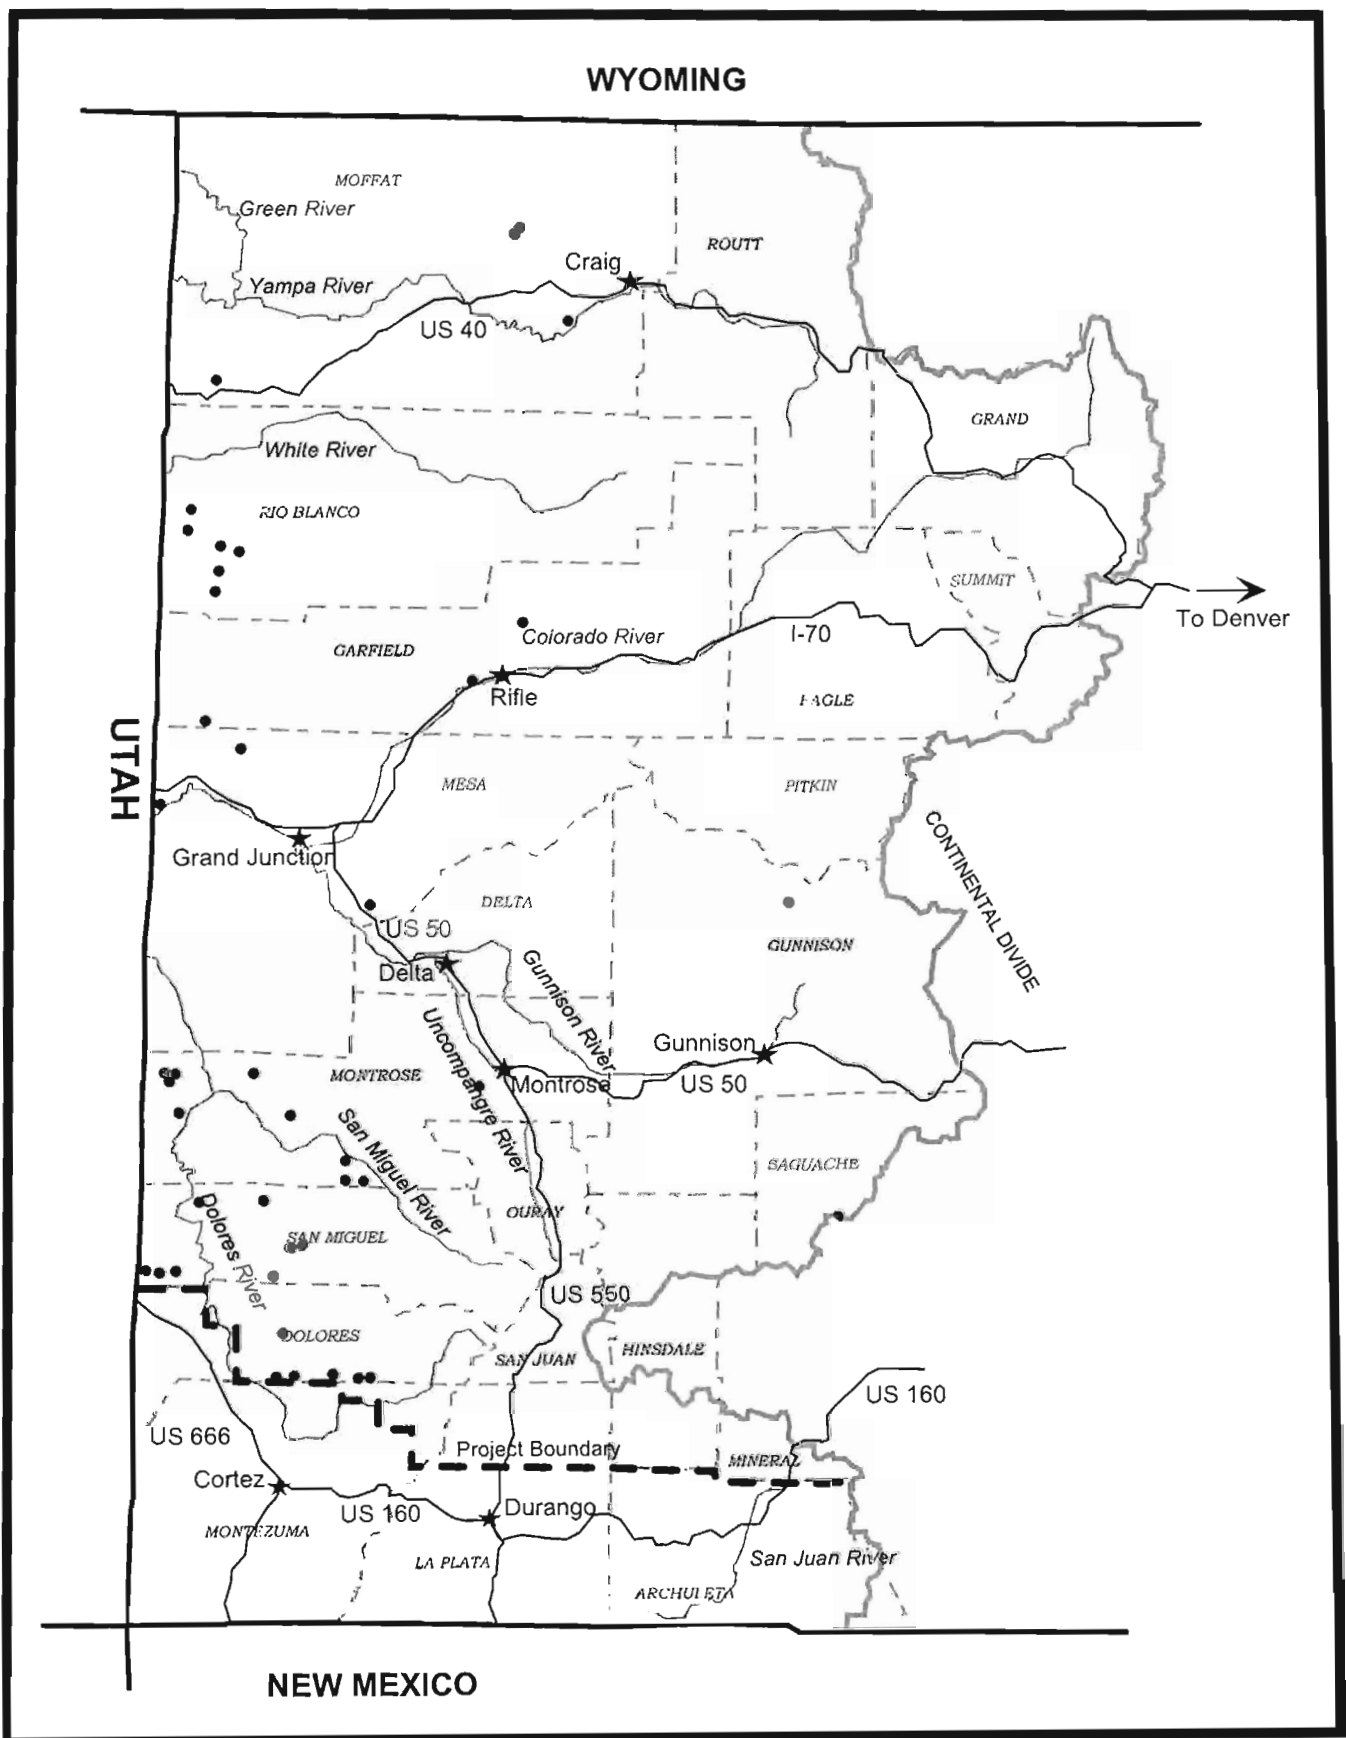 WYOMING
MOFFAT
Green River
ROUTT
Craig
Yampa River
US 40
GRAND
White River
RIO BLANCO
SUMMIT
To Denver
Colorado River
I-70
GARFIELD
Rifle
EAGLE
UTAH
MESA
PITKIN
CONTINENTAL DIVIDE
Grand Junction
DELTA
US 50
GUNNISON
Delta
Gunnison River
Uncompahgre River
Gunnison
MONTROSE
Montrose
US 50
San Miguel River
SAGUACHE
Dolores River
OURAY
SAN MIGUEL
US 550
DOLORES
SAN JUAN
HINSDALE
US 160
US 666
Project Boundary
MINERAL
Cortez
US 160
Durango
MONTEZUMA
LA PLATA
San Juan River
ARCHULETA
NEW MEXICO